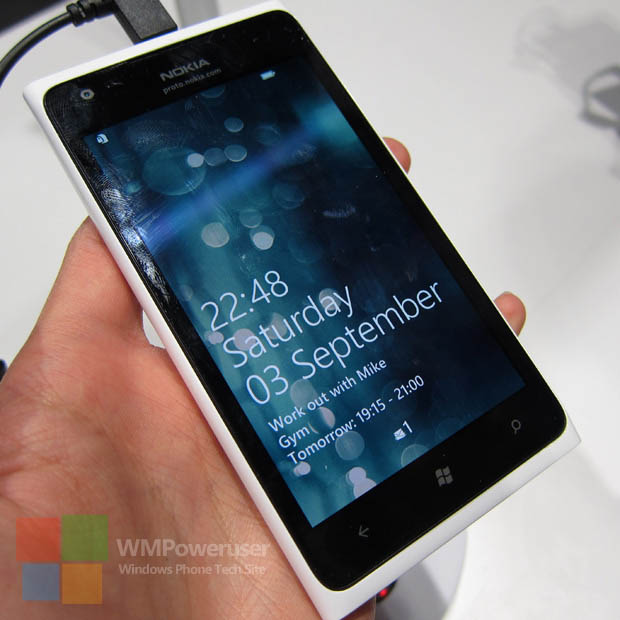 NOKIA
proto.nokia.com
22:48
Saturday
03 September
Work out with Mike
Gym
Tomorrow: 19:15 - 21:00
1
WMPoweruser
Windows Phone Tech Site